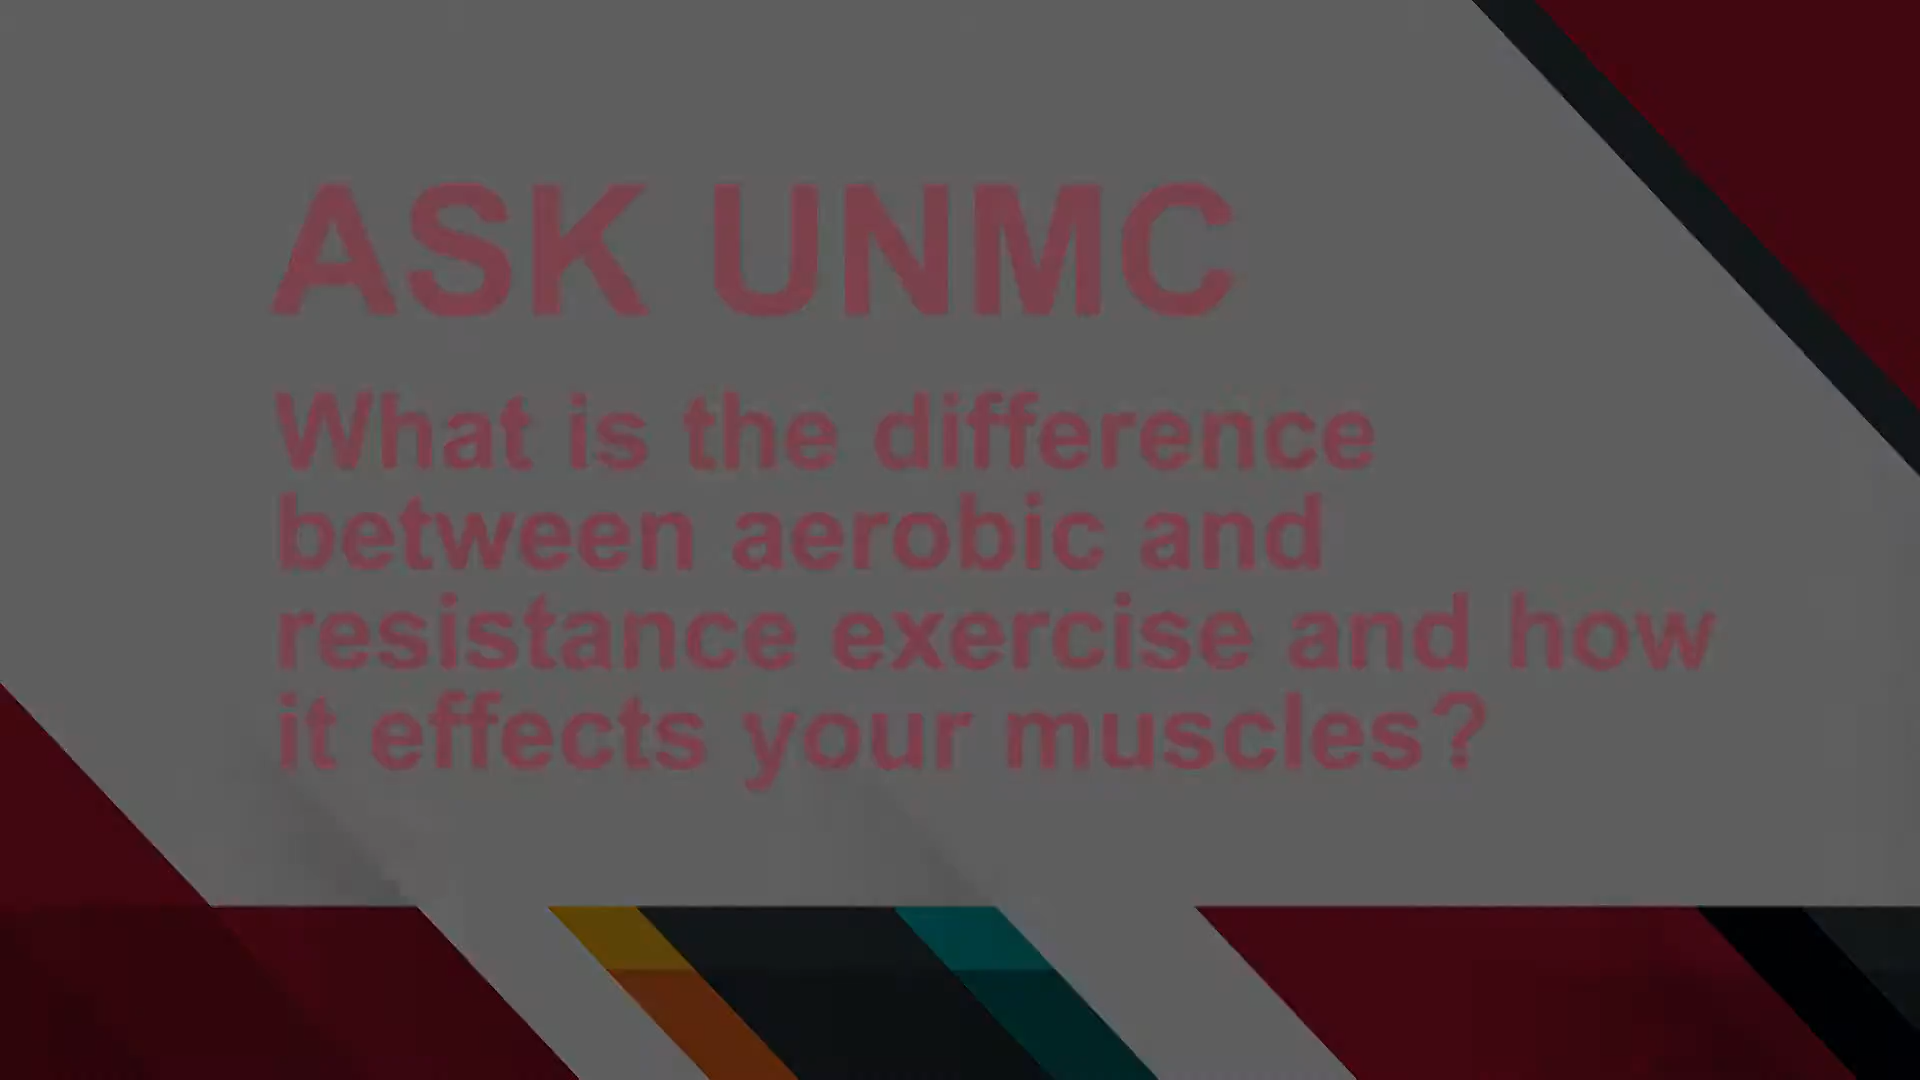 ASK UNMC
What is the difference
between aerobic and
resistance exercise and how
it effects your muscles?